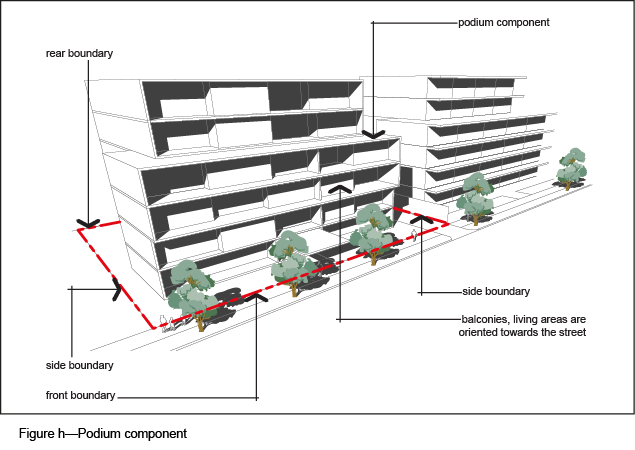 podium component
rear boundary
side boundary
balconies, living areas are
oriented towards the street
side boundary
front boundary
Figure h—Podium component